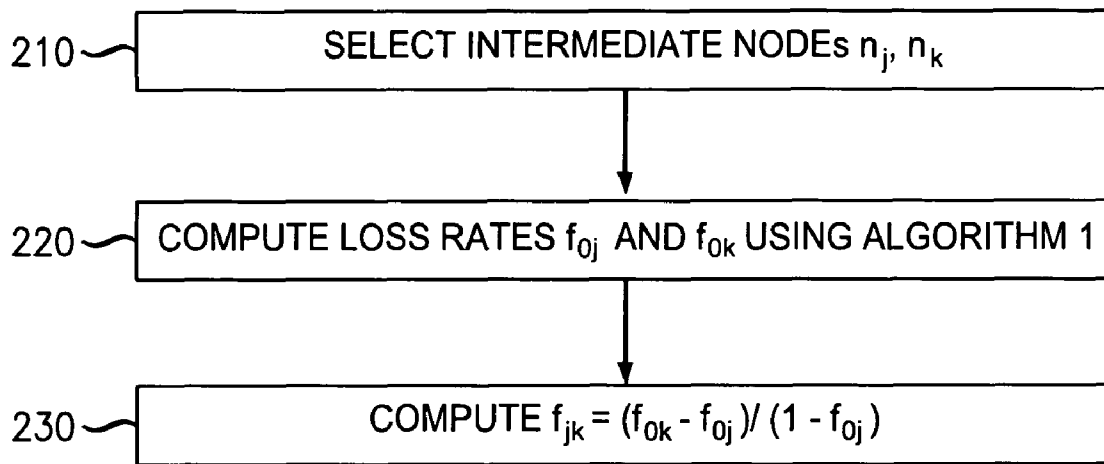 210 SELECT INTERMEDIATE NODEs n_j, n_k
220 COMPUTE LOSS RATES f_0j AND f_0k USING ALGORITHM 1
230 COMPUTE f_jk = (f_0k - f_0j) / (1 - f_0j)